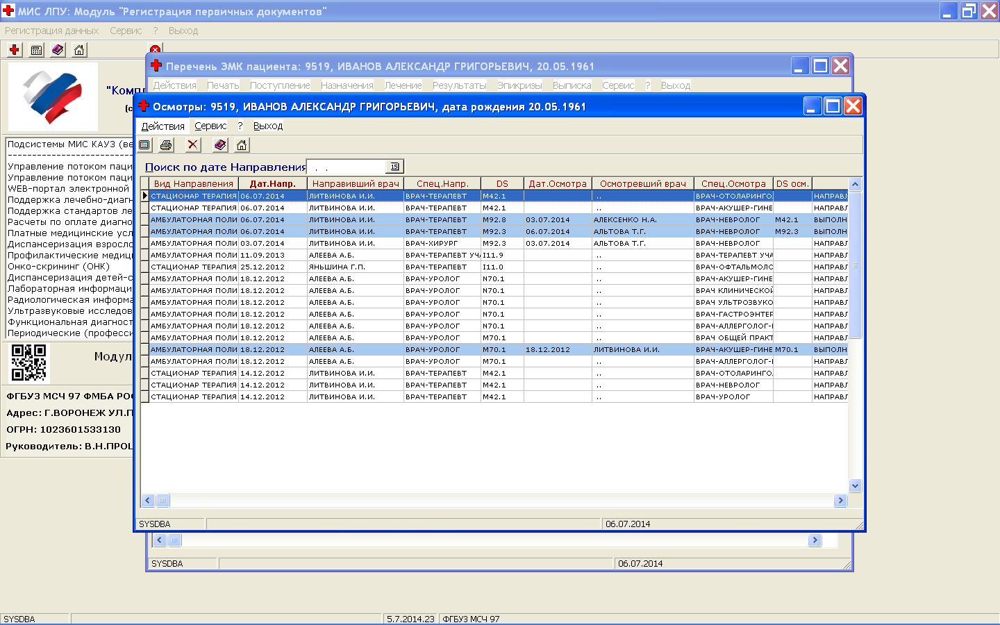 МИС ЛПУ: Модуль "Регистрация первичных документов"
Регистрация данных Сервис ? Выход
"Компл
(с
Подсистемы МИС КАУЗ (ве
Управление потоком паци
Управление потоком паци
WEB-портал электронной
Поддержка лечебно-диагн
Поддержка стандартов ле
Расчеты по оплате диагно
Платные медицинские усл
Диспансеризация взросло
Профилактические медици
Онко-скрининг (ОНК)
Диспансеризация детей-с
Лабораторная информаци
Радиологическая информа
Ультразвуковые исследов
Функциональная диагност
Периодические (професси
Модул
ФГБУЗ МСЧ 97 ФМБА РОС
Адрес: Г.ВОРОНЕЖ УЛ.П
ОГРН: 1023601533130
Руководитель: В.Н.ПРОЦ
Перечень ЭМК пациента: 9519, ИВАНОВ АЛЕКСАНДР ГРИГОРЬЕВИЧ, 20.05.1961
Действия Печать Поступление Назначения Лечение Результаты Эпикризы Выписка Сервис ? Выход
Осмотры: 9519, ИВАНОВ АЛЕКСАНДР ГРИГОРЬЕВИЧ, дата рождения 20.05.1961
Действия Сервис ? Выход
Поиск по дате Направления . . 15
Вид Направления Дат.Напр. Направивший врач Спец.Напр. DS Дат.Осмотра Осмотревший врач Спец.Осмотра DS осм.
СТАЦИОНАР ТЕРАПИЯ 06.07.2014 ЛИТВИНОВА И.И. ВРАЧ-ТЕРАПЕВТ M42.1 .. ВРАЧ-ОТОЛАРИНГО. НАПРАВЛ
СТАЦИОНАР ТЕРАПИЯ 06.07.2014 ЛИТВИНОВА И.И. ВРАЧ-ТЕРАПЕВТ M42.1 .. ВРАЧ-АКУШЕР-ГИНЕ НАПРАВЛ
АМБУЛАТОРНАЯ ПОЛИ 06.07.2014 ЛИТВИНОВА И.И. ВРАЧ-ТЕРАПЕВТ M92.8 03.07.2014 АЛЕКСЕНКО Н.А. ВРАЧ-НЕВРОЛОГ M42.1 ВЫПОЛН
АМБУЛАТОРНАЯ ПОЛИ 06.07.2014 ЛИТВИНОВА И.И. ВРАЧ-ТЕРАПЕВТ M92.3 06.07.2014 АЛЬТОВА Т.Г. ВРАЧ-НЕВРОЛОГ M92.3 ВЫПОЛН
АМБУЛАТОРНАЯ ПОЛИ 03.07.2014 ЛИТВИНОВА И.И. ВРАЧ-ХИРУРГ M92.3 03.07.2014 АЛЬТОВА Т.Г. ВРАЧ-НЕВРОЛОГ НАПРАВЛ
АМБУЛАТОРНАЯ ПОЛИ 11.09.2013 АЛЕЕВА А.Б. ВРАЧ-ТЕРАПЕВТ УЧА I11.9 .. ВРАЧ-ТЕРАПЕВТ УЧА НАПРАВЛ
СТАЦИОНАР ТЕРАПИЯ 25.12.2012 ЯНЬШИНА Г.П. ВРАЧ-ТЕРАПЕВТ I11.0 .. ВРАЧ-ОФТАЛЬМОЛО НАПРАВЛ
АМБУЛАТОРНАЯ ПОЛИ 18.12.2012 АЛЕЕВА А.Б. ВРАЧ-УРОЛОГ N70.1 .. ВРАЧ-АКУШЕР-ГИНЕ НАПРАВЛ
АМБУЛАТОРНАЯ ПОЛИ 18.12.2012 АЛЕЕВА А.Б. ВРАЧ-УРОЛОГ N70.1 .. ВРАЧ КЛИНИЧЕСКОЙ НАПРАВЛ
АМБУЛАТОРНАЯ ПОЛИ 18.12.2012 АЛЕЕВА А.Б. ВРАЧ-УРОЛОГ N70.1 .. ВРАЧ УЛЬТРОЗВУКО НАПРАВЛ
АМБУЛАТОРНАЯ ПОЛИ 18.12.2012 АЛЕЕВА А.Б. ВРАЧ-УРОЛОГ N70.1 .. ВРАЧ-ГАСТРОЭНТЕР НАПРАВЛ
АМБУЛАТОРНАЯ ПОЛИ 18.12.2012 АЛЕЕВА А.Б. ВРАЧ-УРОЛОГ N70.1 .. ВРАЧ-АЛЛЕРГОЛОГ- НАПРАВЛ
АМБУЛАТОРНАЯ ПОЛИ 18.12.2012 АЛЕЕВА А.Б. ВРАЧ-УРОЛОГ M70.1 .. ВРАЧ ОБЩЕЙ ПРАКТ НАПРАВЛ
АМБУЛАТОРНАЯ ПОЛИ 18.12.2012 АЛЕЕВА А.Б. ВРАЧ-УРОЛОГ M70.1 18.12.2012 ЛИТВИНОВА И.И. ВРАЧ-АКУШЕР-ГИНЕ M70.1 ВЫПОЛН
АМБУЛАТОРНАЯ ПОЛИ 18.12.2012 АЛЕЕВА А.Б. ВРАЧ-УРОЛОГ M70.1 .. ВРАЧ-АЛЛЕРГОЛОГ- НАПРАВЛ
СТАЦИОНАР ТЕРАПИЯ 14.12.2012 ЛИТВИНОВА И.И. ВРАЧ-ТЕРАПЕВТ M42.1 .. ВРАЧ-ОТОЛАРИНГО. НАПРАВЛ
СТАЦИОНАР ТЕРАПИЯ 14.12.2012 ЛИТВИНОВА И.И. ВРАЧ-ТЕРАПЕВТ M42.1 .. ВРАЧ-НЕВРОЛОГ НАПРАВЛ
СТАЦИОНАР ТЕРАПИЯ 14.12.2012 ЛИТВИНОВА И.И. ВРАЧ-ТЕРАПЕВТ M42.1 .. ВРАЧ-УРОЛОГ НАПРАВЛ
SYSDBA 06.07.2014
SYSDBA 06.07.2014
SYSDBA 5.7.2014.23 ФГБУЗ МСЧ 97